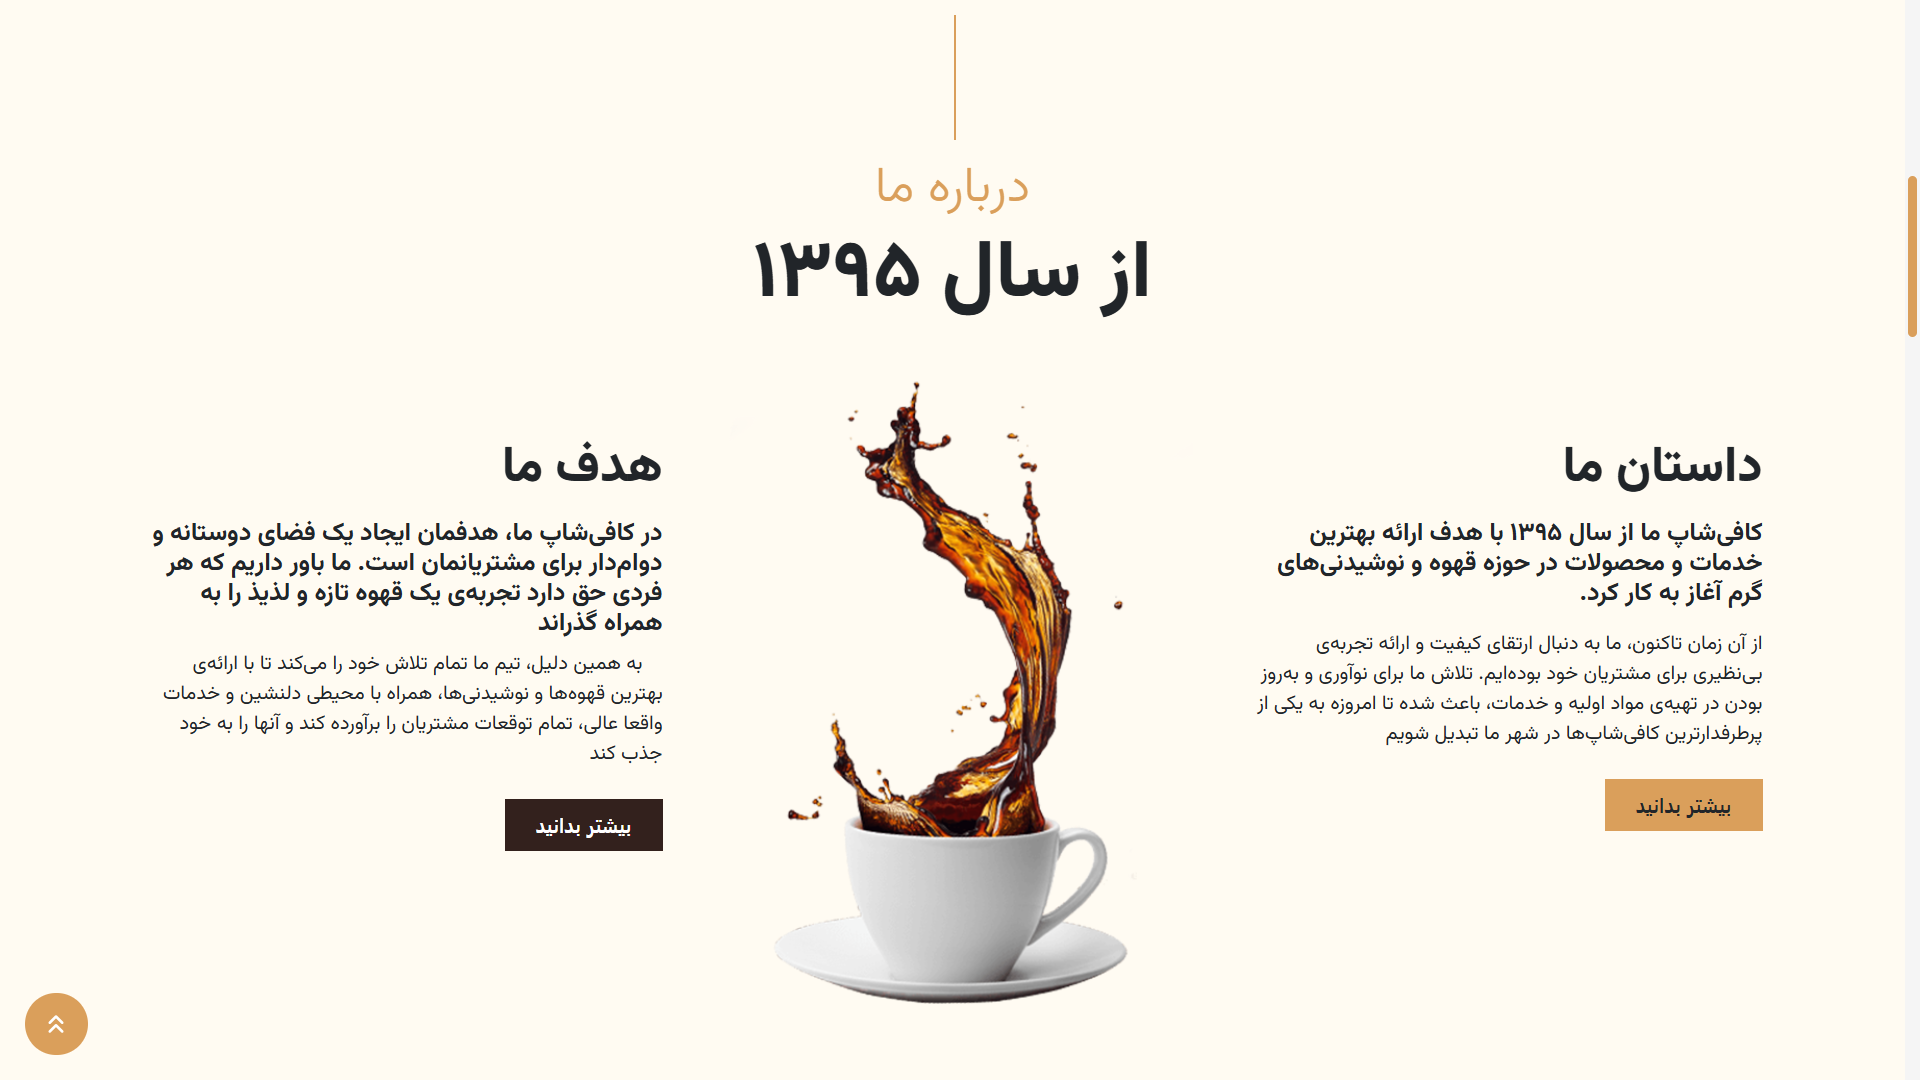 درباره ما
از سال ۱۳۹۵
داستان ما
کافی‌شاپ ما از سال ۱۳۹۵ با هدف ارائه بهترین
خدمات و محصولات در حوزه قهوه و نوشیدنی‌های
گرم آغاز به کار کرد.
از آن زمان تاکنون، ما به دنبال ارتقای کیفیت و ارائه تجربه‌ی
بی‌نظیری برای مشتریان خود بوده‌ایم. تلاش ما برای نوآوری و به‌روز
بودن در تهیه‌ی مواد اولیه و خدمات، باعث شده تا امروزه به یکی از
پرطرفدارترین کافی‌شاپ‌ها در شهر ما تبدیل شویم
بیشتر بدانید
هدف ما
در کافی‌شاپ ما، هدفمان ایجاد یک فضای دوستانه و
دوام‌دار برای مشتریانمان است. ما باور داریم که هر
فردی حق دارد تجربه‌ی یک قهوه تازه و لذیذ را به
همراه گذراند
به همین دلیل، تیم ما تمام تلاش خود را می‌کند تا با ارائه‌ی
بهترین قهوه‌ها و نوشیدنی‌ها، همراه با محیطی دلنشین و خدمات
واقعا عالی، تمام توقعات مشتریان را برآورده کند و آنها را به خود
جذب کند
بیشتر بدانید